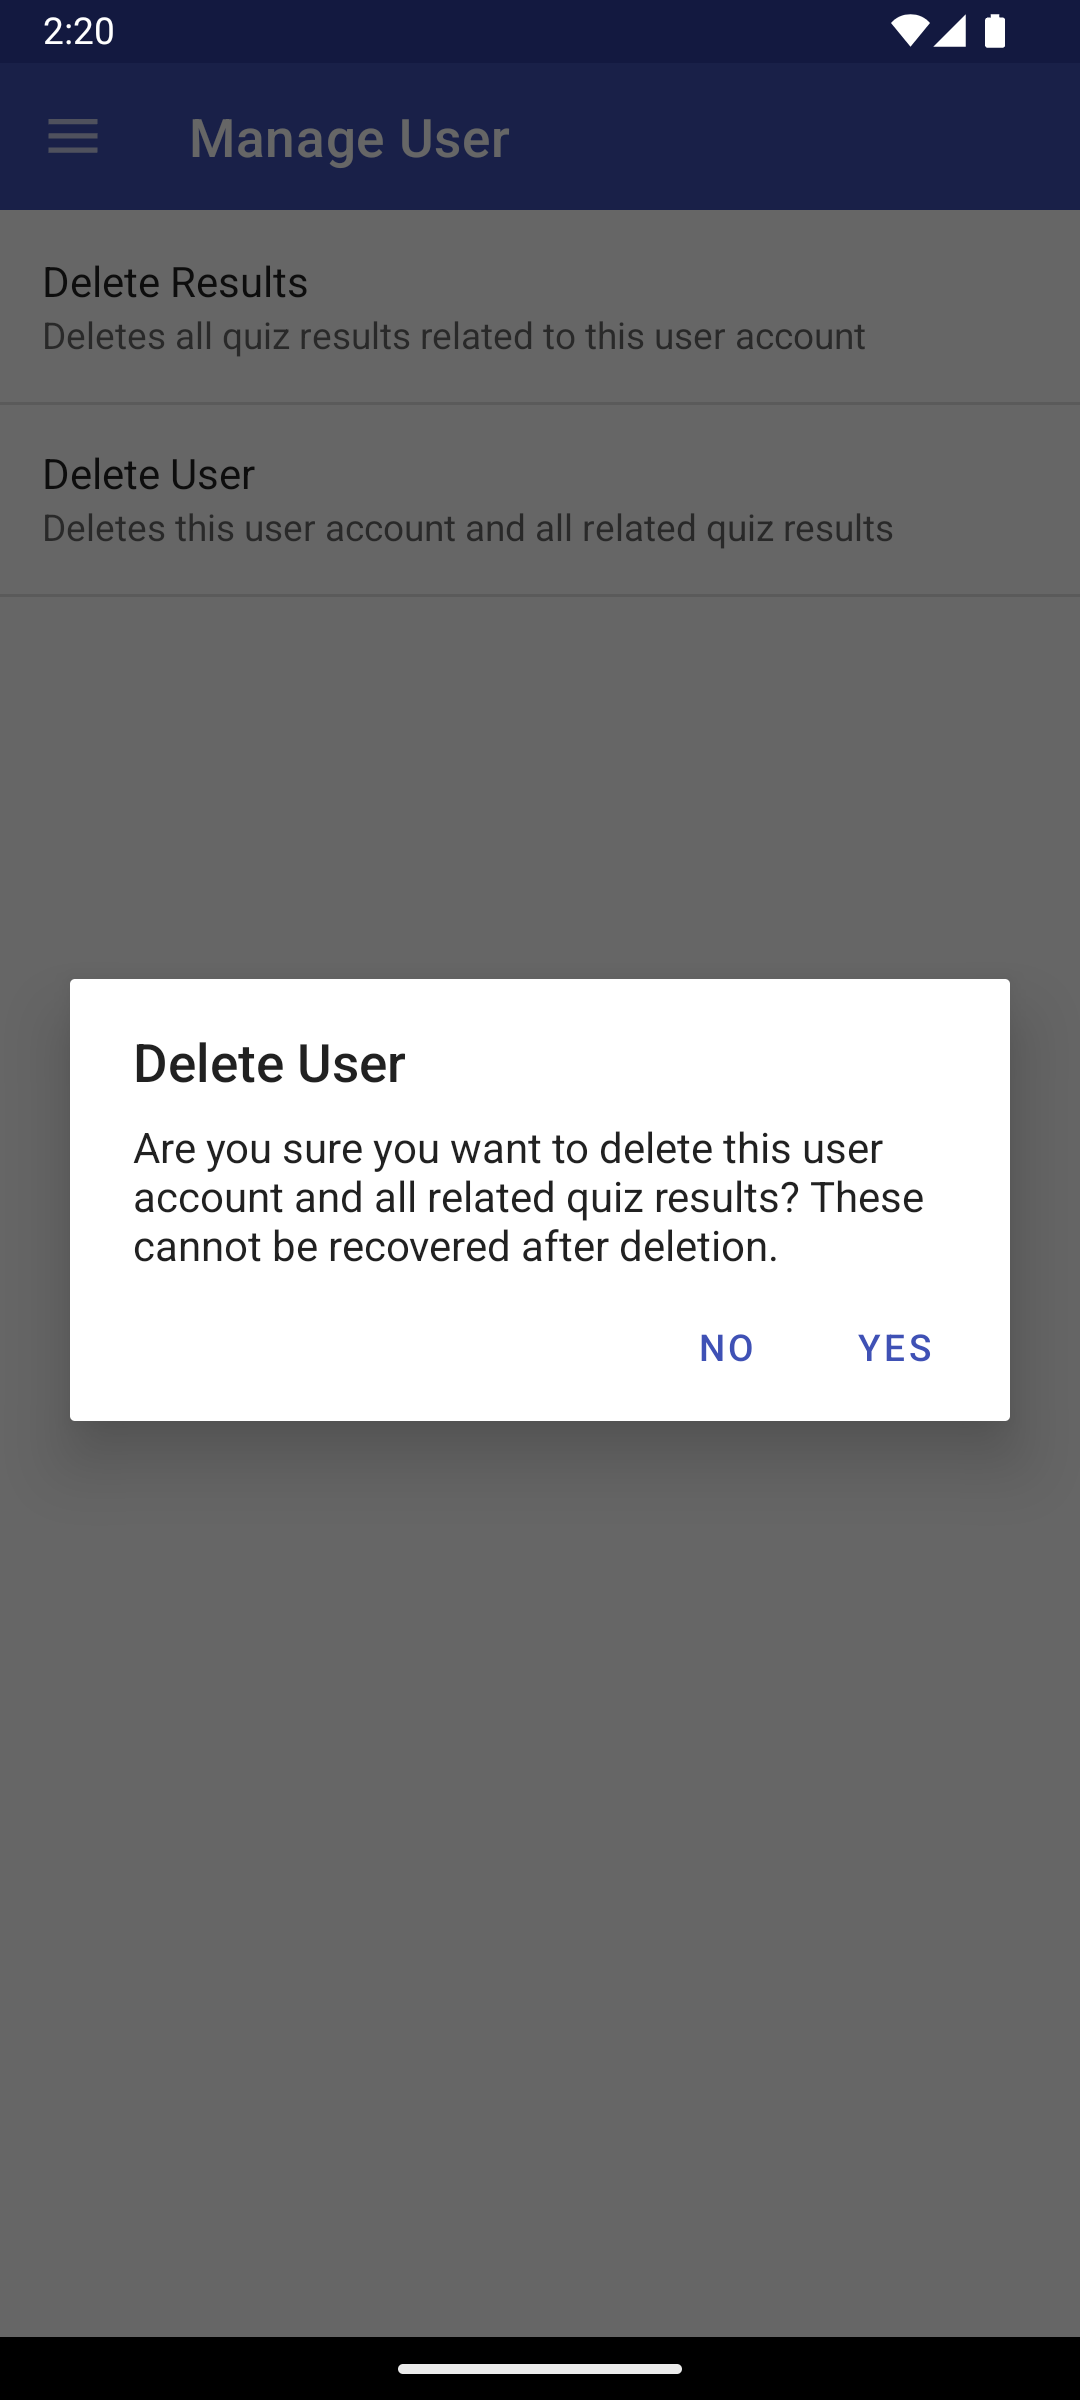 2:20
Manage User
Delete Results
Deletes all quiz results related to this user account
Delete User
Deletes this user account and all related quiz results
Delete User
Are you sure you want to delete this user
account and all related quiz results? These
cannot be recovered after deletion.
NO YES